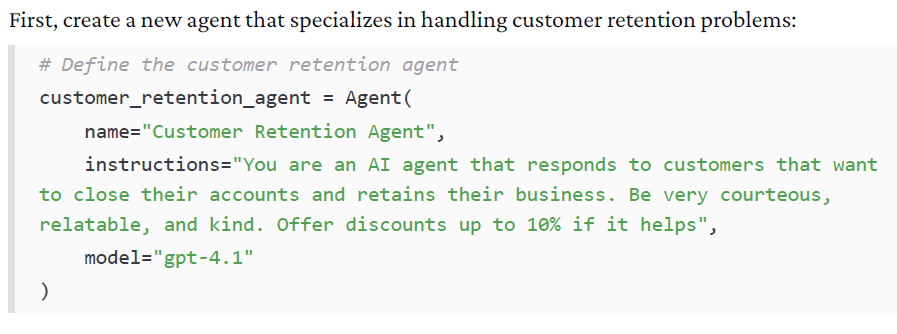 First, create a new agent that specializes in handling customer retention problems:
# Define the customer retention agent
customer_retention_agent = Agent(
    name="Customer Retention Agent",
    instructions="You are an AI agent that responds to customers that want
to close their accounts and retains their business. Be very courteous,
relatable, and kind. Offer discounts up to 10% if it helps",
    model="gpt-4.1"
)